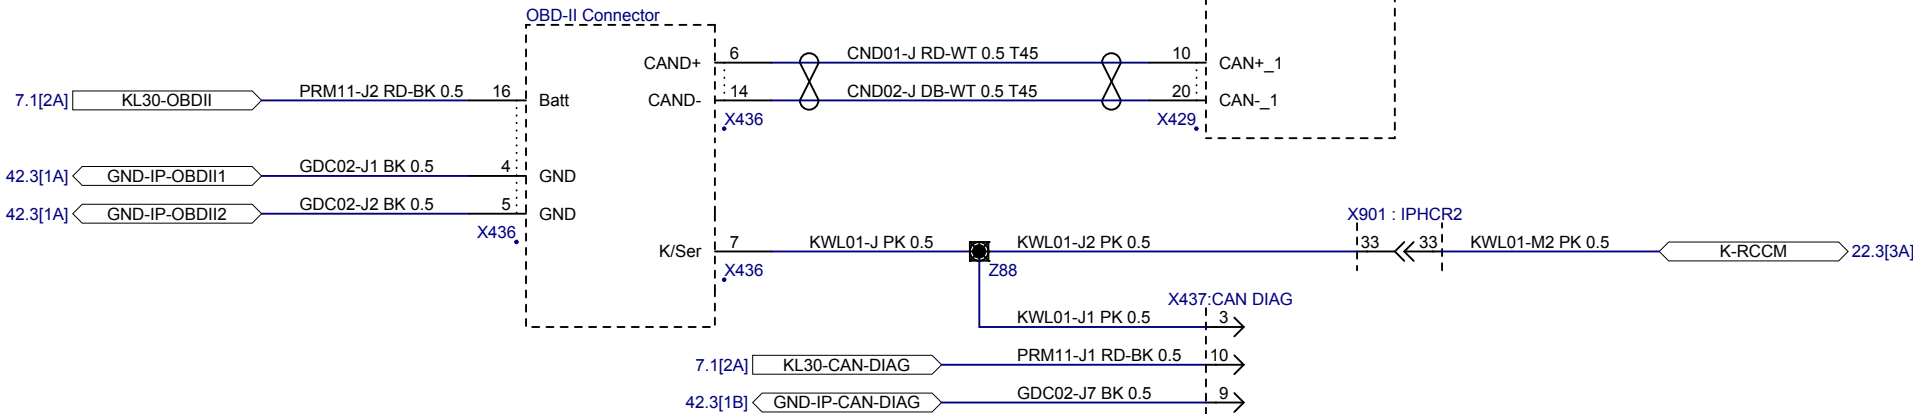 OBD-II Connector
CAND+ 6 CND01-J RD-WT 0.5 T45 10 CAN+_1
7.1[2A] KL30-OBDII PRM11-J2 RD-BK 0.5 16 Batt CAND- 14 CND02-J DB-WT 0.5 T45 20 CAN-_1
X436 X429
42.3[1A] GND-IP-OBDII1 GDC02-J1 BK 0.5 4 GND
42.3[1A] GND-IP-OBDII2 GDC02-J2 BK 0.5 5 GND
X436 X901 : IPHCR2
K/Ser 7 KWL01-J PK 0.5 KWL01-J2 PK 0.5 33 33 KWL01-M2 PK 0.5 K-RCCM 22.3[3A]
X436 Z88
X437:CAN DIAG
KWL01-J1 PK 0.5 3
7.1[2A] KL30-CAN-DIAG PRM11-J1 RD-BK 0.5 10
42.3[1B] GND-IP-CAN-DIAG GDC02-J7 BK 0.5 9